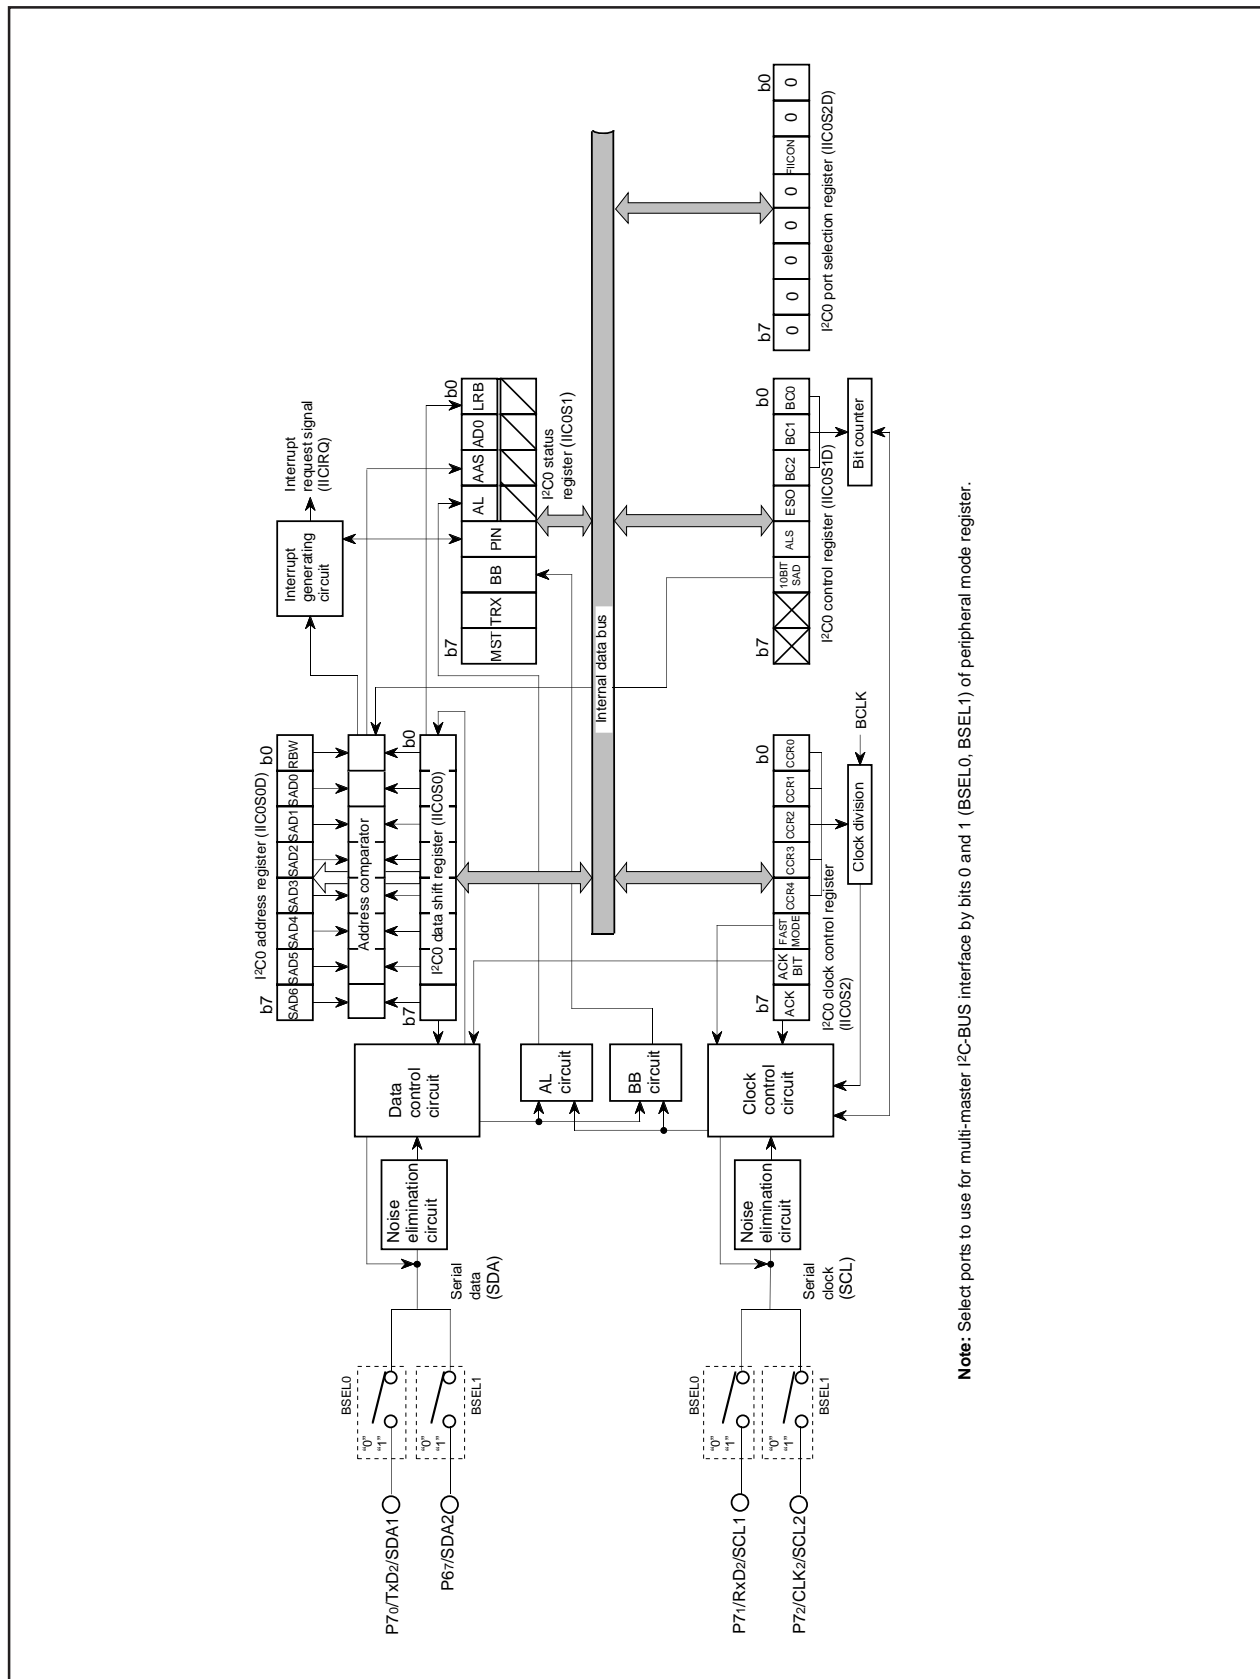 b7
b0
I²C0 address register (IIC0S0D)
SAD6 SAD5 SAD4 SAD3 SAD2 SAD1 SAD0 RBW
Address comparator
b7
b0
I²C0 data shift register (IIC0S0)
Interrupt
generating
circuit
Interrupt
request signal
(IICIRQ)
b7
b0
MST TRX BB PIN AL AAS AD0 LRB
I²C0 status
register (IIC0S1)
BSEL0
“0”
“1”
P70/TxD2/SDA1
“0”
“1”
P67/SDA2
BSEL1
Serial
data
(SDA)
Noise
elimination
circuit
Data
control
circuit
AL
circuit
BB
circuit
Internal data bus
BSEL0
“0”
“1”
P71/RxD2/SCL1
“0”
“1”
P72/CLK2/SCL2
BSEL1
Serial
clock
(SCL)
Noise
elimination
circuit
Clock
control
circuit
b7
b0
ACK
ACK
BIT
FAST
MODE
CCR4 CCR3 CCR2 CCR1 CCR0
I²C0 clock control register
(IIC0S2)
Clock division
BCLK
b7
b0
10BIT
SAD
ALS ESO BC2 BC1 BC0
I²C0 control register (IIC0S1D)
Bit counter
b7
b0
0 0 0 0 0 FIICON 0 0
I²C0 port selection register (IIC0S2D)
Note: Select ports to use for multi-master I²C-BUS interface by bits 0 and 1 (BSEL0, BSEL1) of peripheral mode register.